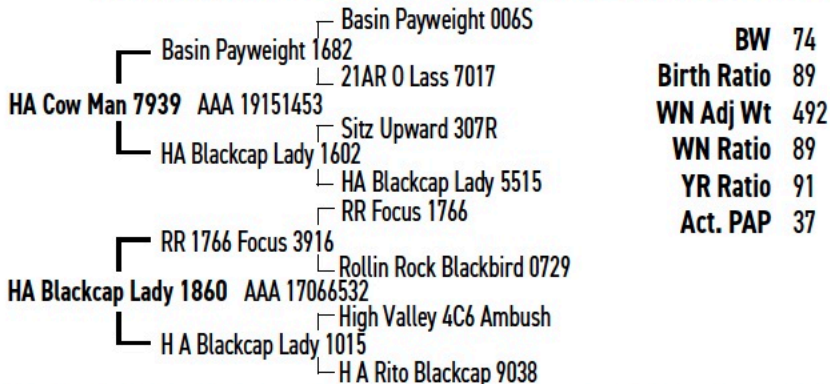 Basin Payweight 006S
Basin Payweight 1682
21AR O Lass 7017
HA Cow Man 7939 AAA 19151453
Sitz Upward 307R
HA Blackcap Lady 1602
HA Blackcap Lady 5515
RR Focus 1766
RR 1766 Focus 3916
Rollin Rock Blackbird 0729
HA Blackcap Lady 1860 AAA 17066532
High Valley 4C6 Ambush
H A Blackcap Lady 1015
H A Rito Blackcap 9038
BW 74
Birth Ratio 89
WN Adj Wt 492
WN Ratio 89
YR Ratio 91
Act. PAP 37